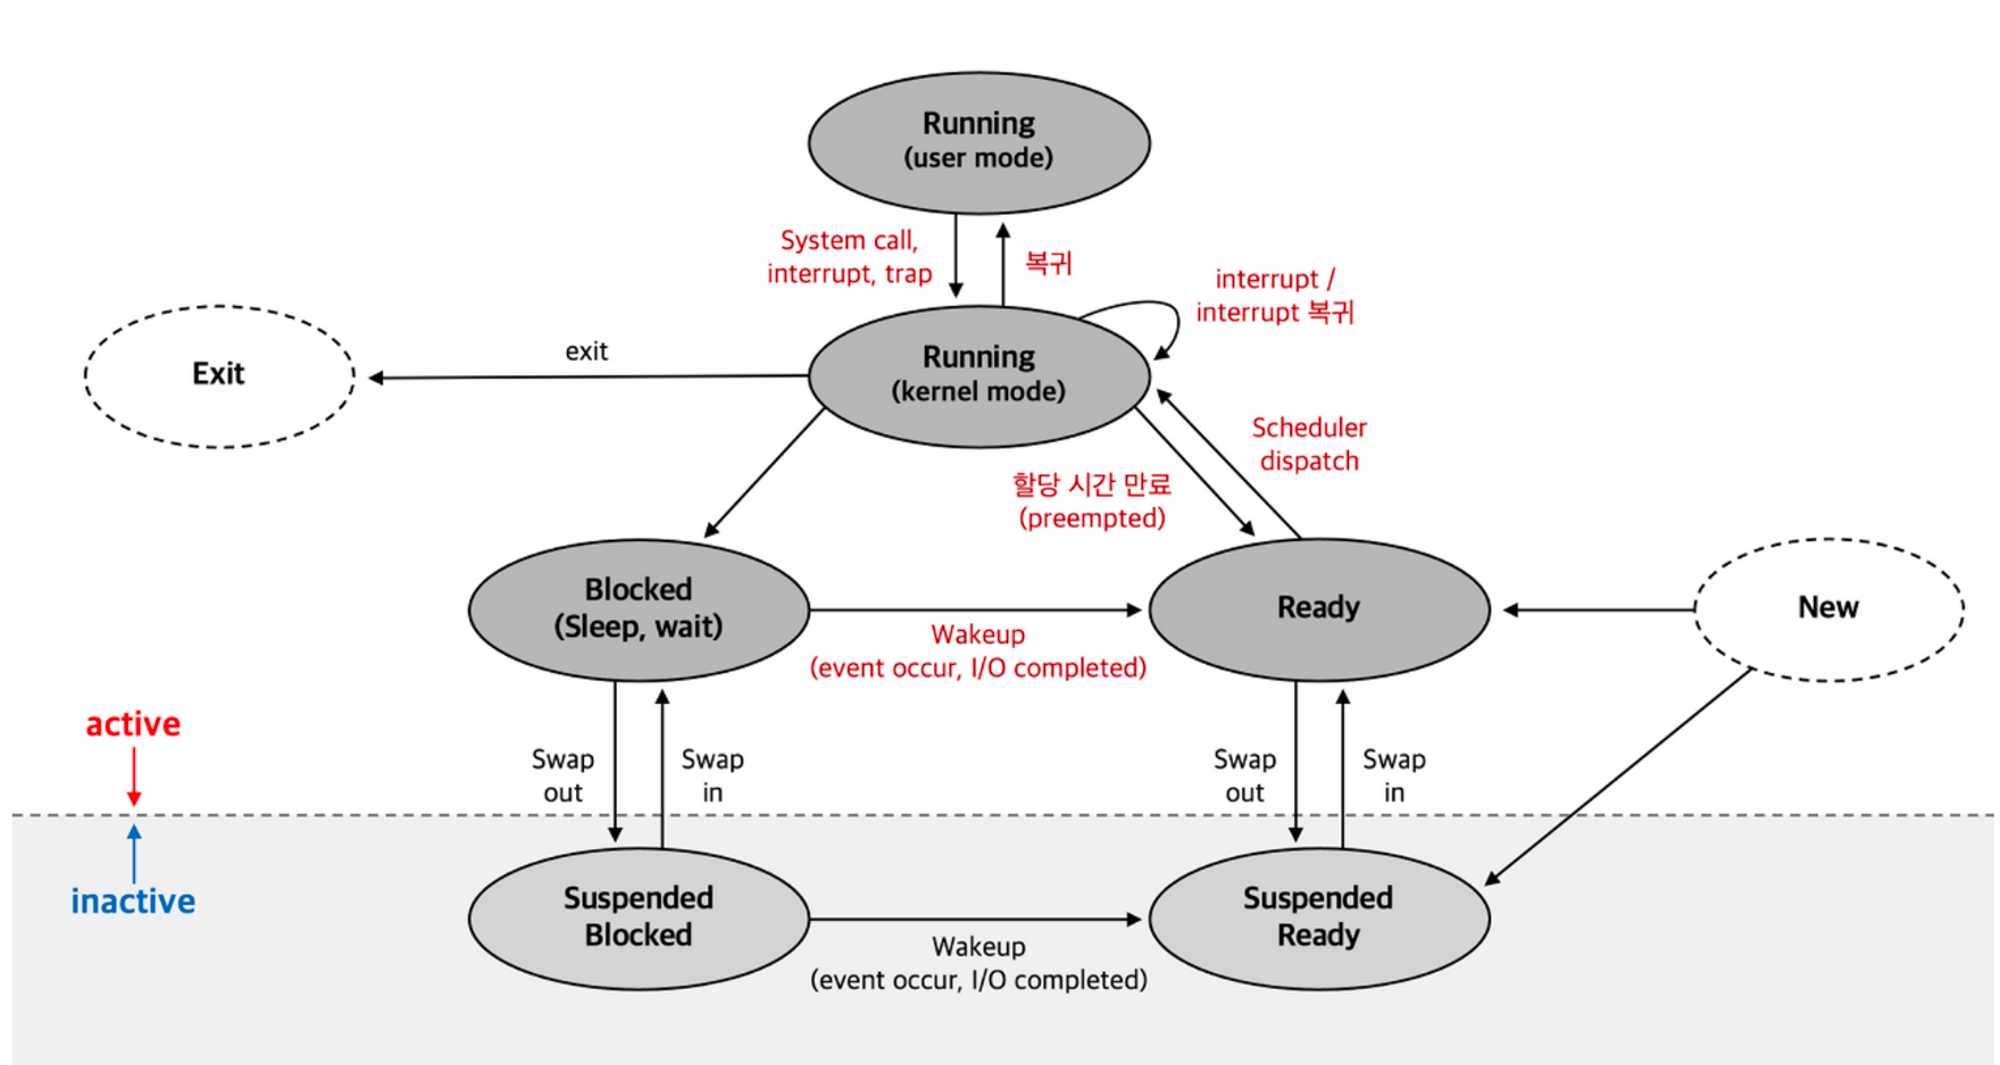 Running
(user mode)
System call,
interrupt, trap
복귀
interrupt /
interrupt 복귀
Exit
exit
Running
(kernel mode)
Scheduler
dispatch
할당 시간 만료
(preempted)
Blocked
(Sleep, wait)
Wakeup
(event occur, I/O completed)
Ready
New
active
inactive
Swap
out
Swap
in
Swap
out
Swap
in
Suspended
Blocked
Wakeup
(event occur, I/O completed)
Suspended
Ready